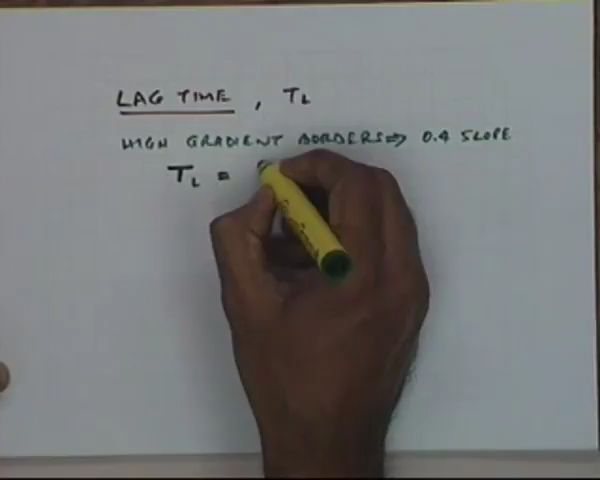 LAG TIME, TL
HIGH GRADIENT BORDERS⇒ 0.4 SLOPE
TL =